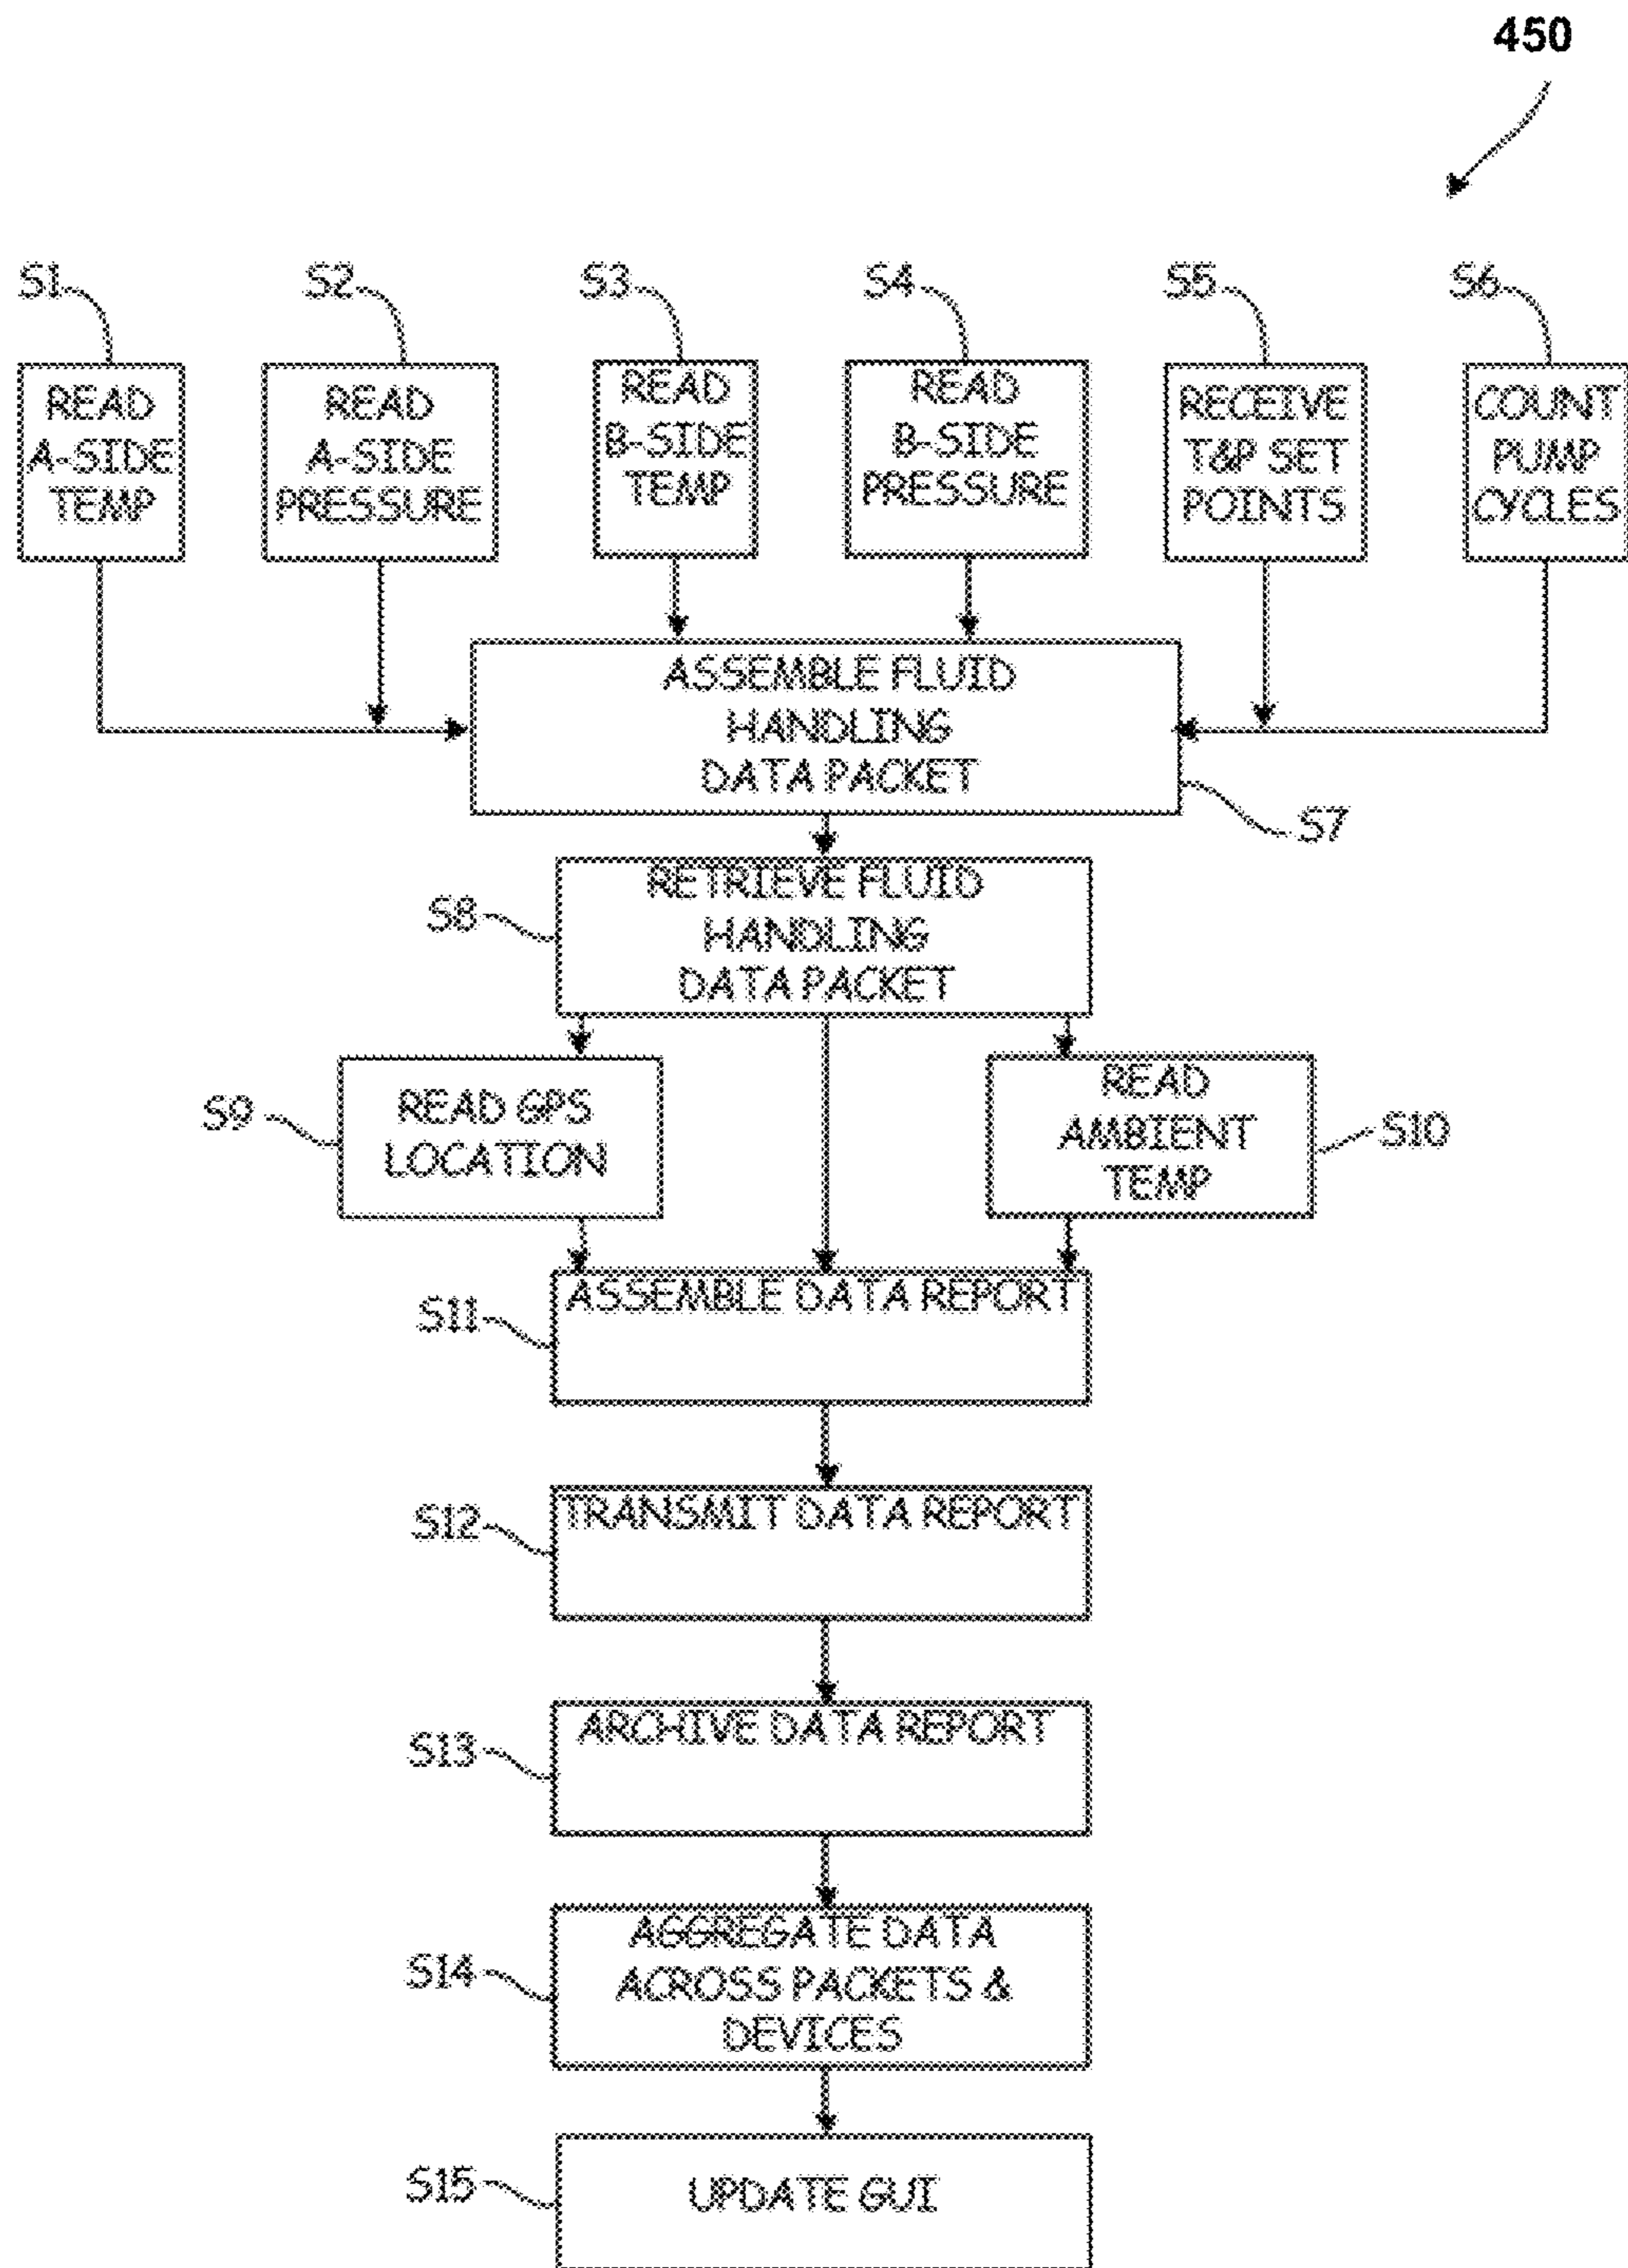 450
S1
S2
S3
S4
S5
S6
READ
A-SIDE
TEMP
READ
A-SIDE
PRESSURE
READ
B-SIDE
TEMP
READ
B-SIDE
PRESSURE
RECEIVE
T&P SET
POINTS
COUNT
PUMP
CYCLES
ASSEMBLE FLUID
HANDLING
DATA PACKET
S7
S8
RETRIEVE FLUID
HANDLING
DATA PACKET
S9
READ GPS
LOCATION
READ
AMBIENT
TEMP
S10
S11
ASSEMBLE DATA REPORT
S12
TRANSMIT DATA REPORT
S13
ARCHIVE DATA REPORT
S14
AGGREGATE DATA
ACROSS PACKETS &
DEVICES
S15
UPDATE GUI